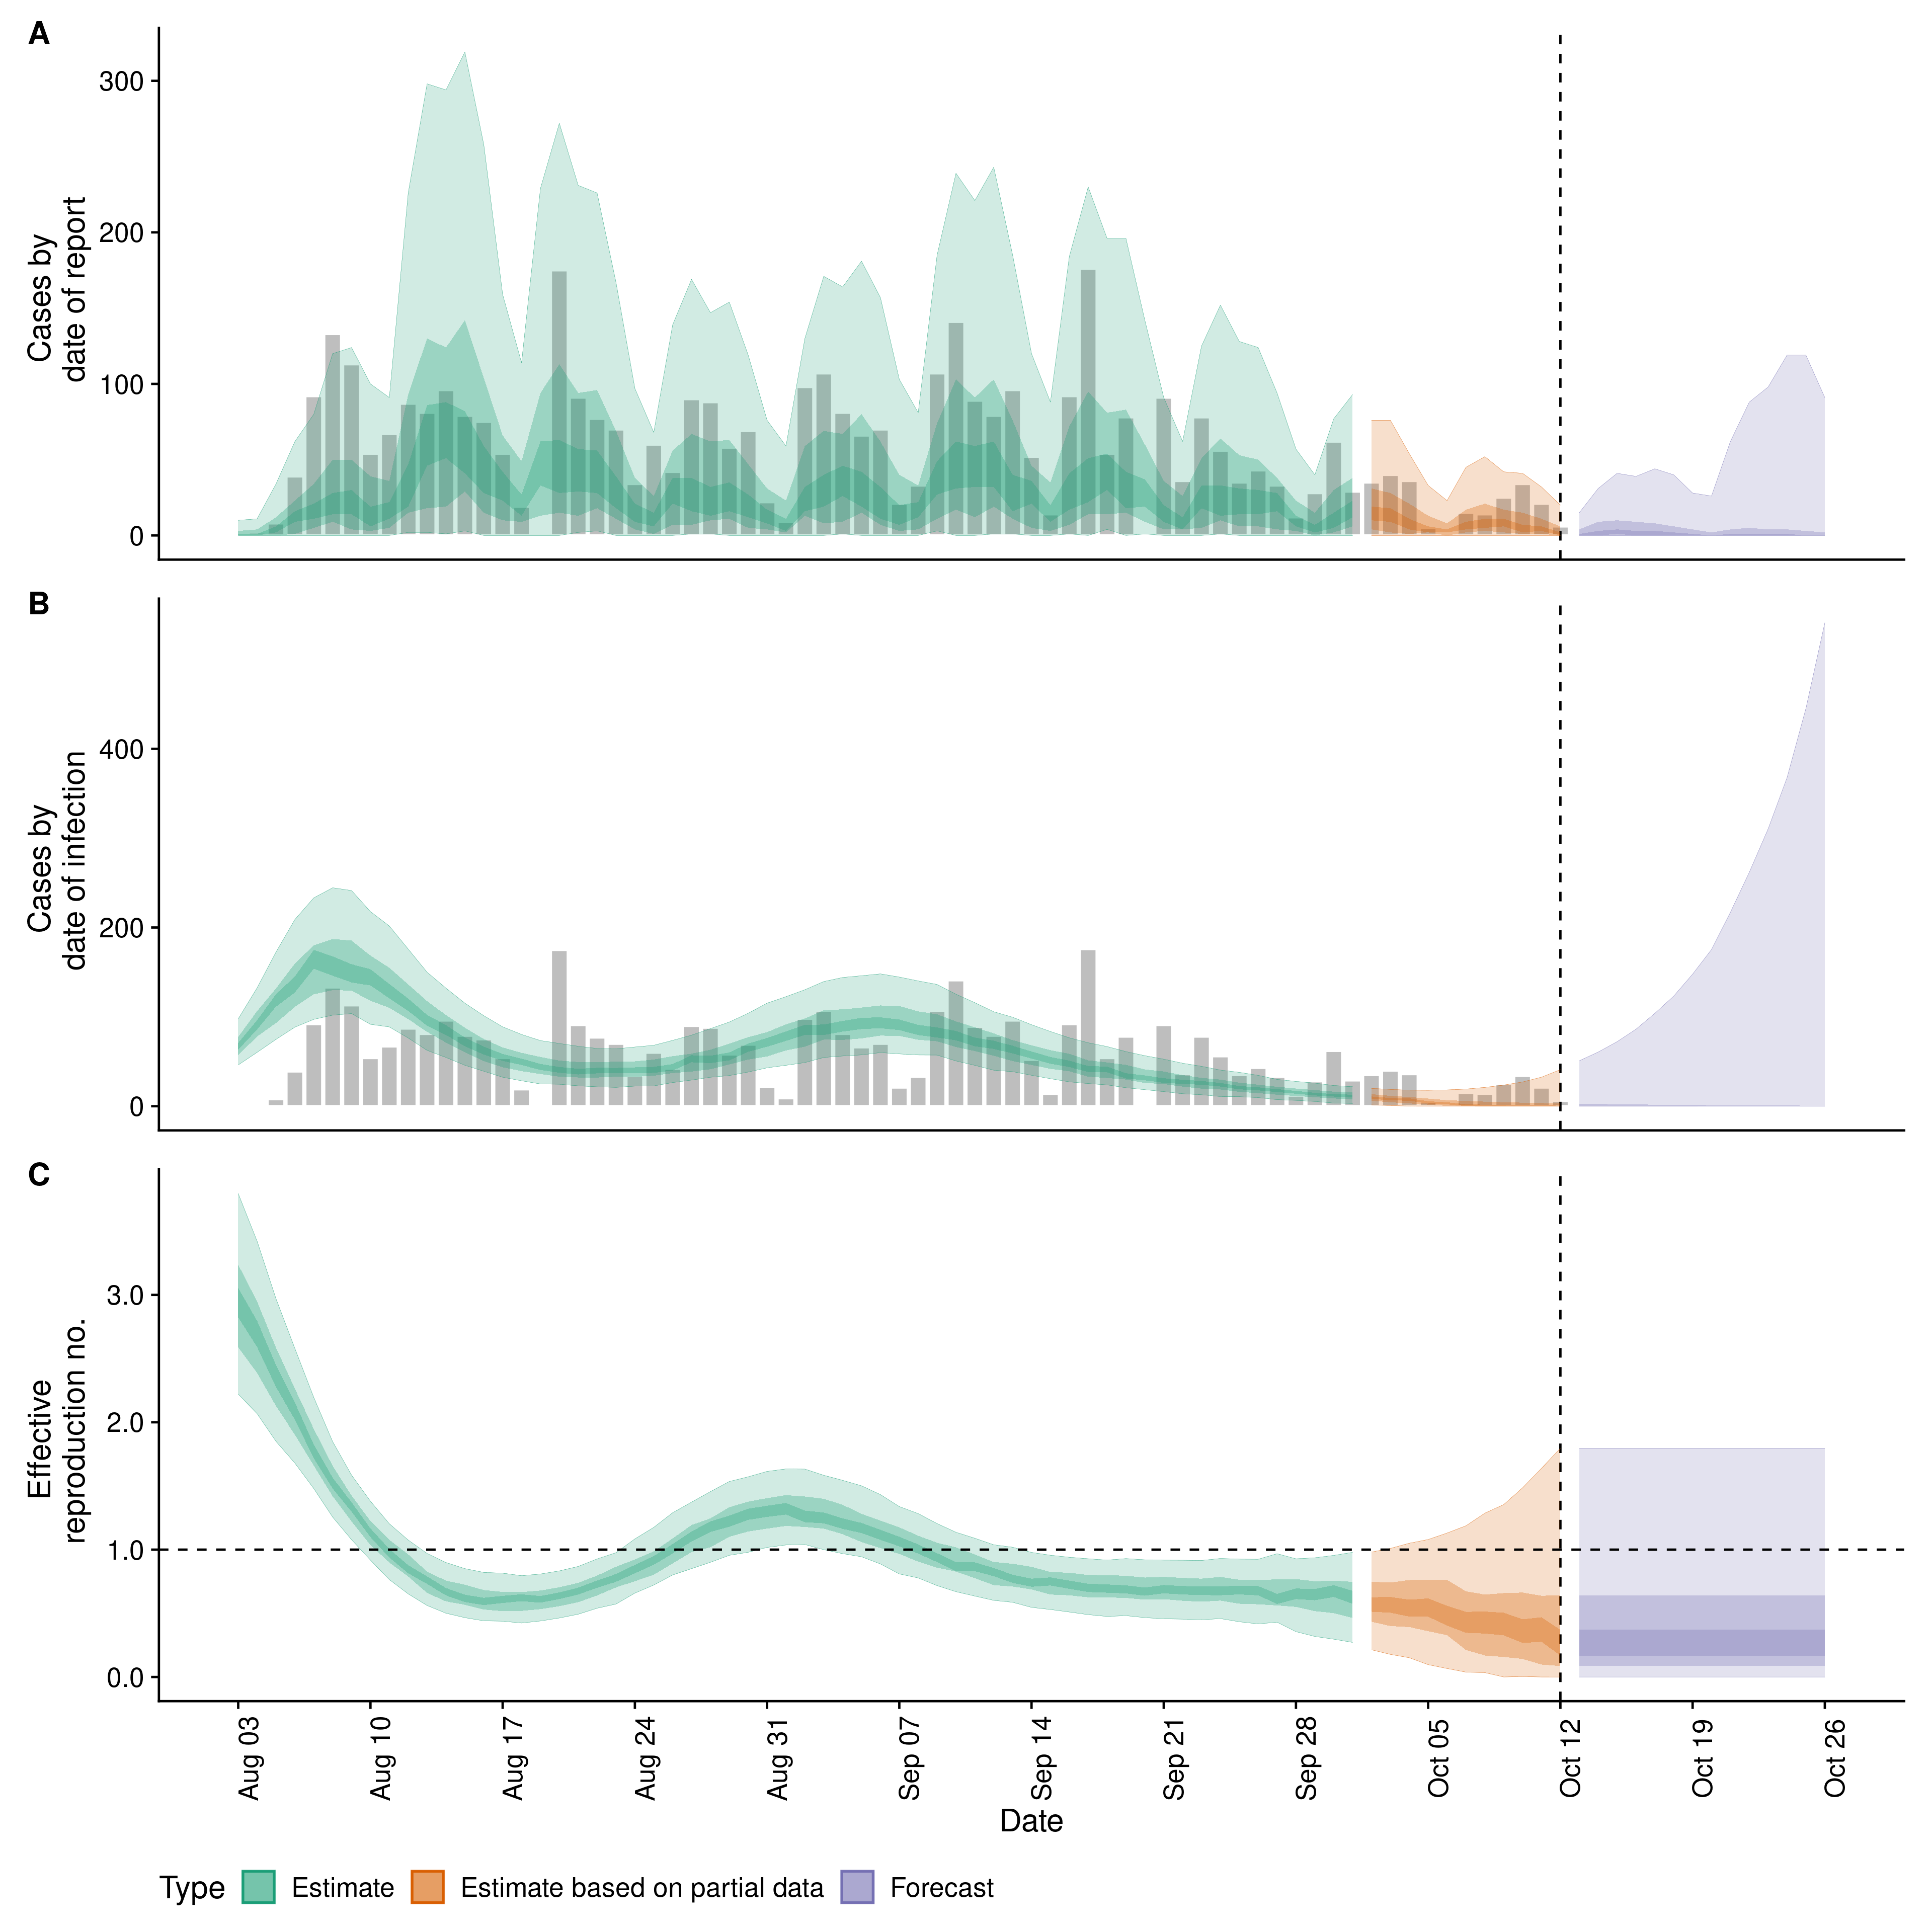 A
Cases by
date of report
300
200
100
0
B
Cases by
date of infection
400
200
0
C
Effective
reproduction no.
3.0
2.0
1.0
0.0
Aug 03
Aug 10
Aug 17
Aug 24
Aug 31
Sep 07
Sep 14
Sep 21
Sep 28
Oct 05
Oct 12
Oct 19
Oct 26
Date
Type Estimate Estimate based on partial data Forecast